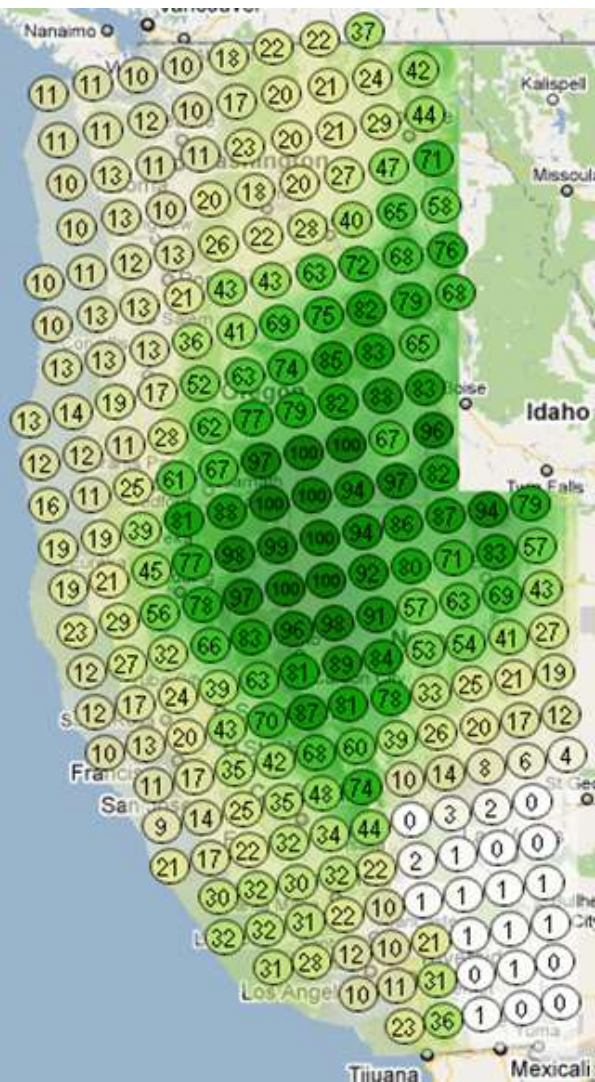 Vancouver
Nanaimo
11 11 10 10 18 22 22 37
Kalispell
11 11 12 10 17 20 21 24 42
10 13 11 11 23 20 21 29 44
Washington
Missoula
10 13 10 20 18 20 27 47 71
10 11 12 13 26 22 28 40 65 58
10 13 13 21 43 43 63 72 68 76
Salem
13 13 13 36 41 69 75 82 79 68
13 14 19 17 52 63 74 85 83 65
Oregon
Boise
Idaho
12 12 11 28 62 77 79 82 88 83
16 11 25 61 67 97 100 100 67 96
Twin Falls
19 19 39 81 88 100 100 94 97 82
19 21 45 77 98 99 100 94 86 87 94 79
23 29 56 78 97 100 100 92 80 71 83 57
12 27 32 66 83 96 98 91 57 63 69 43
12 17 24 39 63 81 89 84 53 54 41 27
10 13 20 43 70 87 81 78 33 25 21 19
11 17 35 42 68 60 39 26 20 17 12
San Jose
9 14 25 35 48 74 10 14 8 6 4
21 17 22 32 34 44 0 3 2 0
30 32 30 32 22 2 1 0 0
32 32 31 22 10 1 1 1 1
City
31 28 12 10 21 1 1 1
Los Angel
10 11 31 0 1 0
23 36 1 0 0
Yuma
Tijuana
Mexicali